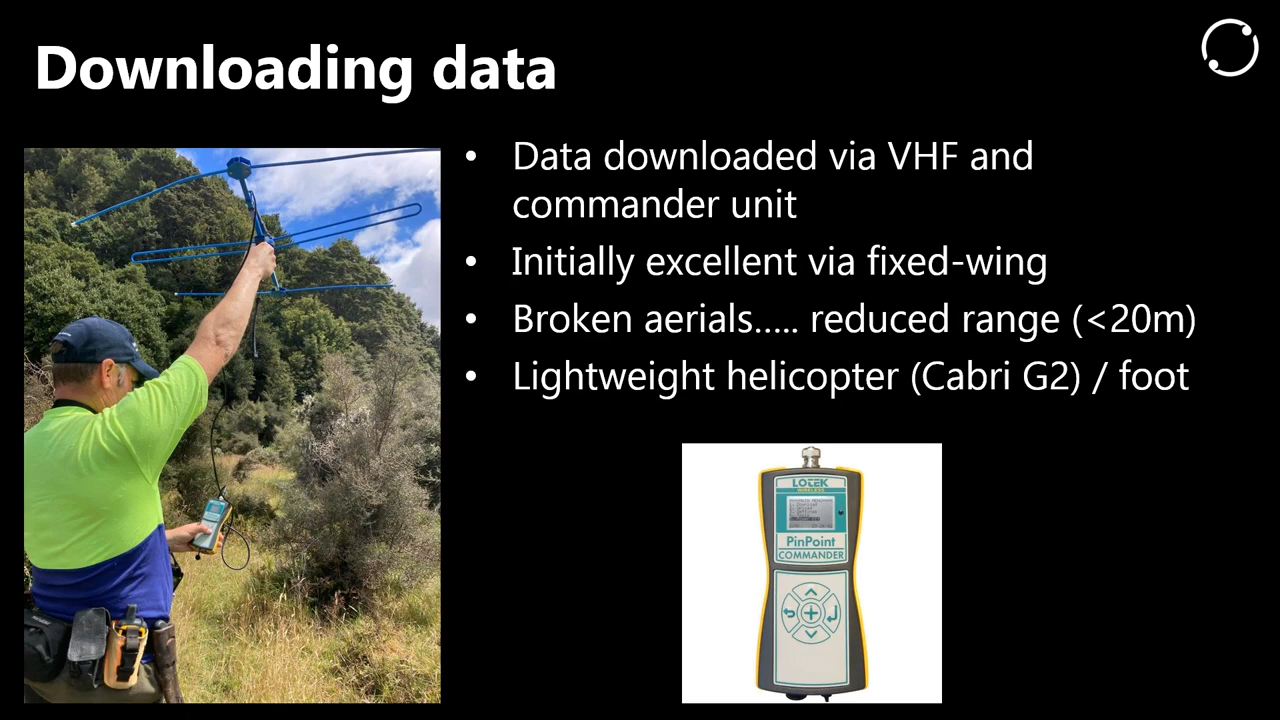 Downloading data
• Data downloaded via VHF and
commander unit
• Initially excellent via fixed-wing
• Broken aerials..... reduced range (<20m)
• Lightweight helicopter (Cabri G2) / foot
LOTEK
WIRELESS
PinPoint
COMMANDER